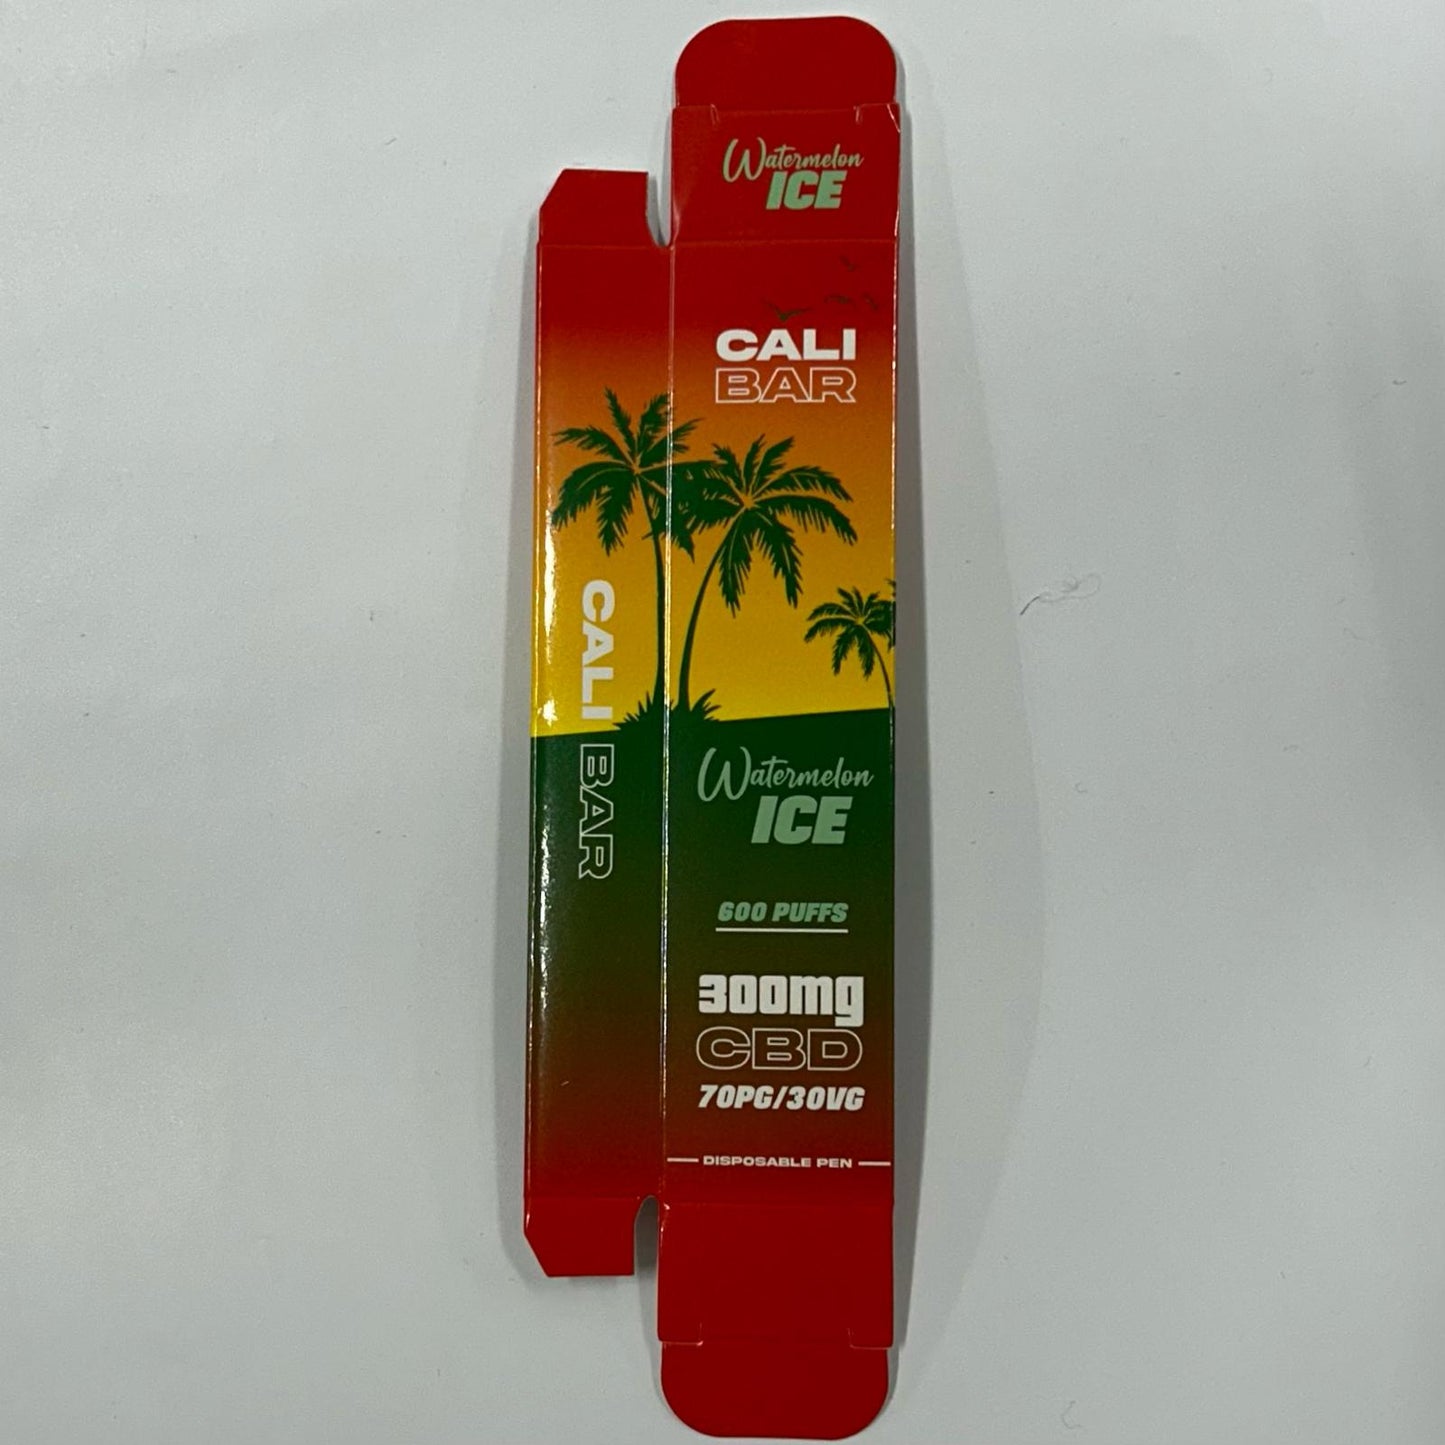 Watermelon
ICE
CALI
BAR
CALI BAR
Watermelon
ICE
600 PUFFS
300mg
CBD
70PG/30VG
DISPOSABLE PEN